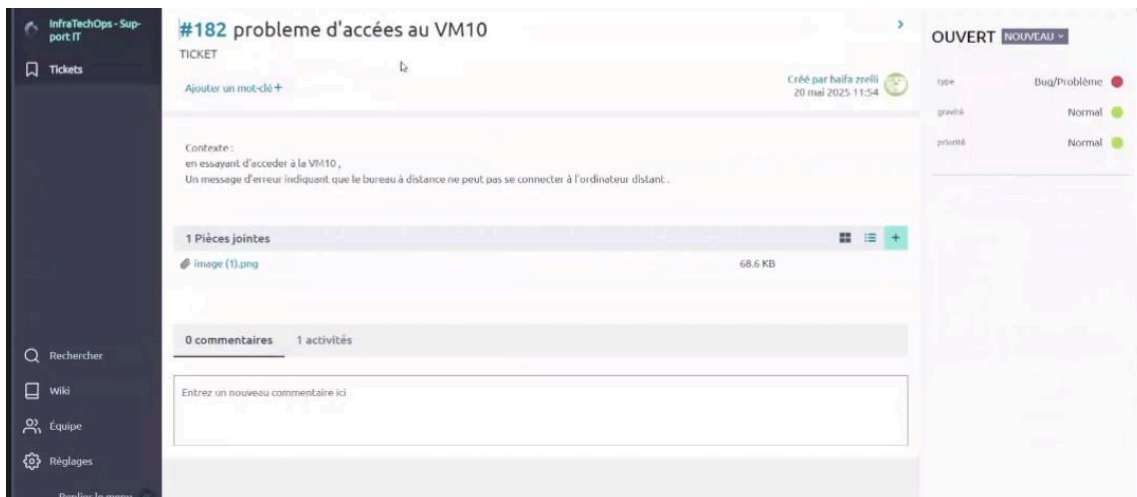 InfraTechOps - Sup-
port IT
Tickets
Rechercher
Wiki
Équipe
Réglages
Replier le menu
#182 probleme d'accées au VM10
TICKET
Ajouter un mot-clé +
Créé par haifa zrelli
20 mai 2025 11:54
Contexte :
en essayant d'acceder à la VM10 ,
Un message d'erreur indiquant que le bureau à distance ne peut pas se connecter à l'ordinateur distant .
1 Pièces jointes
image (1).png 68.6 KB
0 commentaires 1 activités
Entrez un nouveau commentaire ici
OUVERT NOUVEAU
type Bug/Problème
gravité Normal
priorité Normal